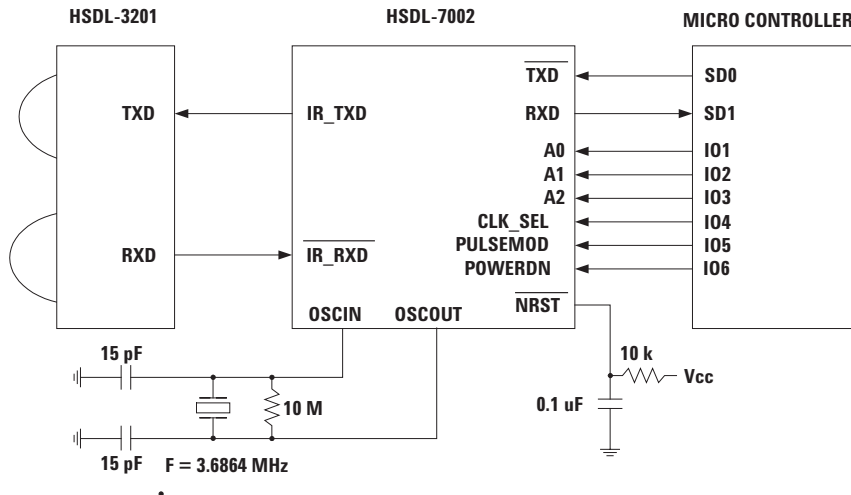 HSDL-3201 HSDL-7002 MICRO CONTROLLER
TXD SD0
TXD IR_TXD RXD SD1
A0 IO1
A1 IO2
A2 IO3
CLK_SEL IO4
RXD IR_RXD PULSEMOD IO5
POWERDN IO6
NRST
OSCIN OSCOUT
15 pF 10 k
Vcc
10 M 0.1 uF
15 pF F = 3.6864 MHz